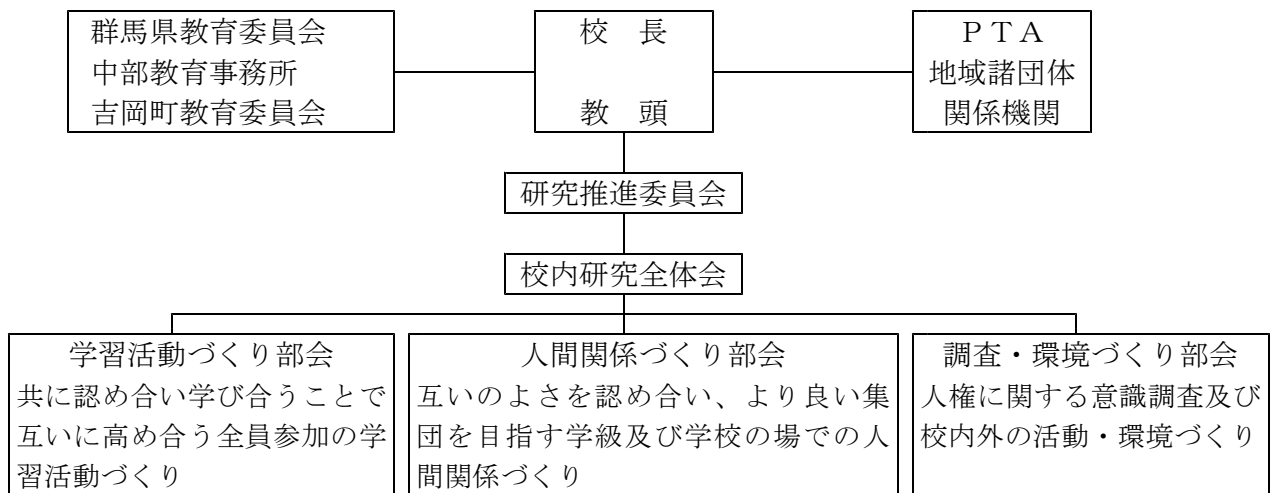 群馬県教育委員会
中部教育事務所
吉岡町教育委員会
校 長
教 頭
ＰＴＡ
地域諸団体
関係機関
研究推進委員会
校内研究全体会
学習活動づくり部会
共に認め合い学び合うことで
互いに高め合う全員参加の学
習活動づくり
人間関係づくり部会
互いのよさを認め合い、より良い集
団を目指す学級及び学校の場での人
間関係づくり
調査・環境づくり部会
人権に関する意識調査及び
校内外の活動・環境づくり